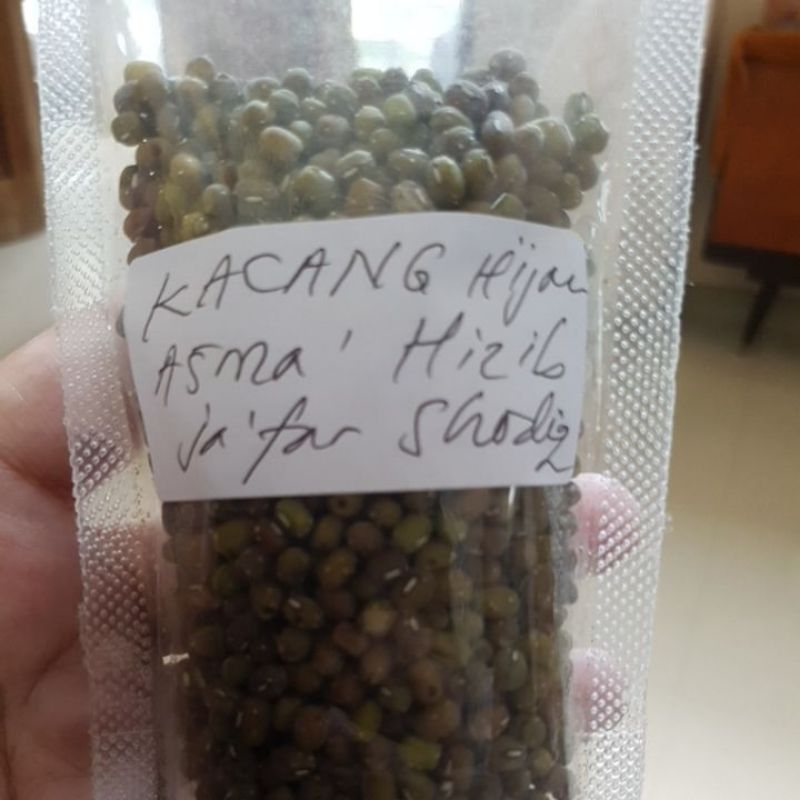 KACANG Hijau
ASMA' Hizib
ja'far Shodiq